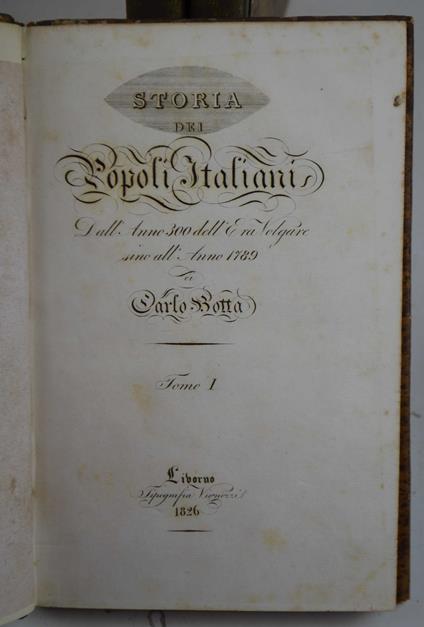 STORIA
DEI
Popoli Italiani
Dall'Anno 300 dell'Era Volgare
sino all'Anno 1789
di
Carlo Botta
Tomo I
Livorno
Tipografia Vignozzi
1826